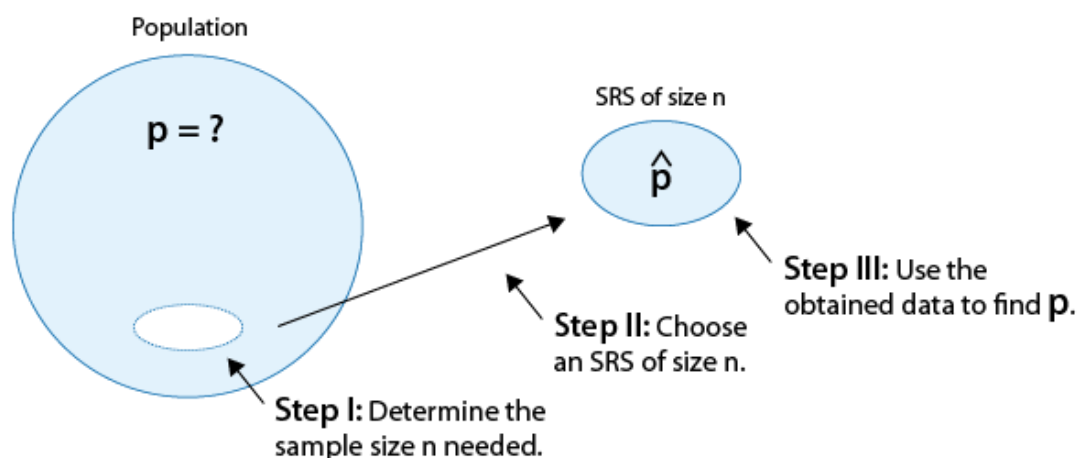 Population
p = ?
SRS of size n
p̂
Step III: Use the
obtained data to find p.
Step II: Choose
an SRS of size n.
Step I: Determine the
sample size n needed.